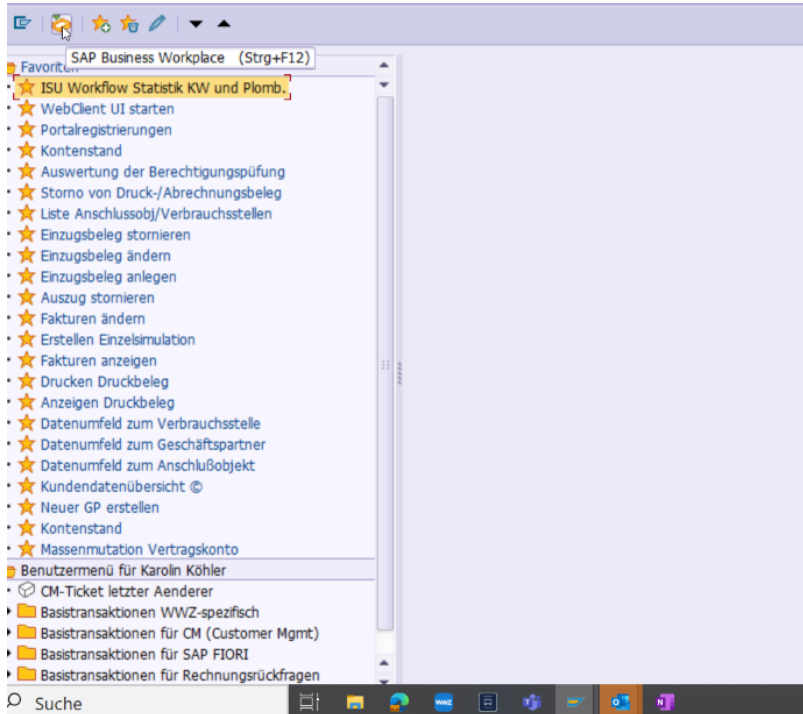 SAP Business Workplace (Strg+F12)
Favoriten
ISU Workflow Statistik KW und Plomb.
WebClient UI starten
Portalregistrierungen
Kontenstand
Auswertung der Berechtigungspüfung
Storno von Druck-/Abrechnungsbeleg
Liste Anschlussobj/Verbrauchsstellen
Einzugsbeleg stornieren
Einzugsbeleg ändern
Einzugsbeleg anlegen
Auszug stornieren
Fakturen ändern
Erstellen Einzelsimulation
Fakturen anzeigen
Drucken Druckbeleg
Anzeigen Druckbeleg
Datenumfeld zum Verbrauchsstelle
Datenumfeld zum Geschäftspartner
Datenumfeld zum Anschlußobjekt
Kundendatenübersicht ©
Neuer GP erstellen
Kontenstand
Massenmutation Vertragskonto
Benutzermenü für Karolin Köhler
CM-Ticket letzter Aenderer
Basistransaktionen WWZ-spezifisch
Basistransaktionen für CM (Customer Mgmt)
Basistransaktionen für SAP FIORI
Basistransaktionen für Rechnungsrückfragen
Suche
wwz